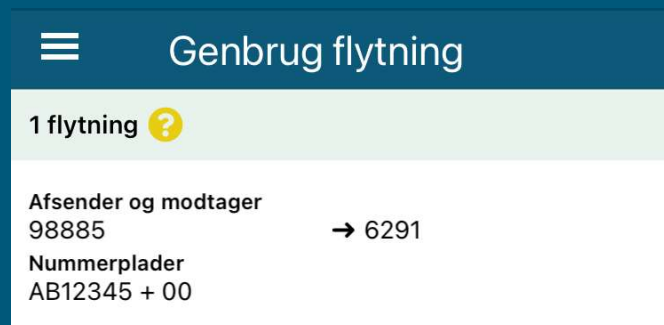 Genbrug flytning
1 flytning ?
Afsender og modtager
98885 → 6291
Nummerplader
AB12345 + 00